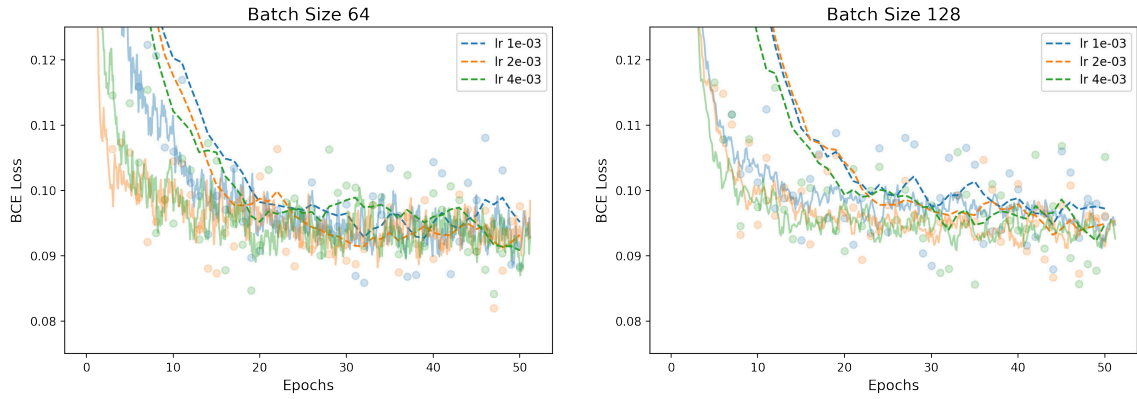 Batch Size 64
BCE Loss
0.12
0.11
0.10
0.09
0.08
lr 1e-03
lr 2e-03
lr 4e-03
0
10
20
30
40
50
Epochs
Batch Size 128
BCE Loss
0.12
0.11
0.10
0.09
0.08
lr 1e-03
lr 2e-03
lr 4e-03
0
10
20
30
40
50
Epochs